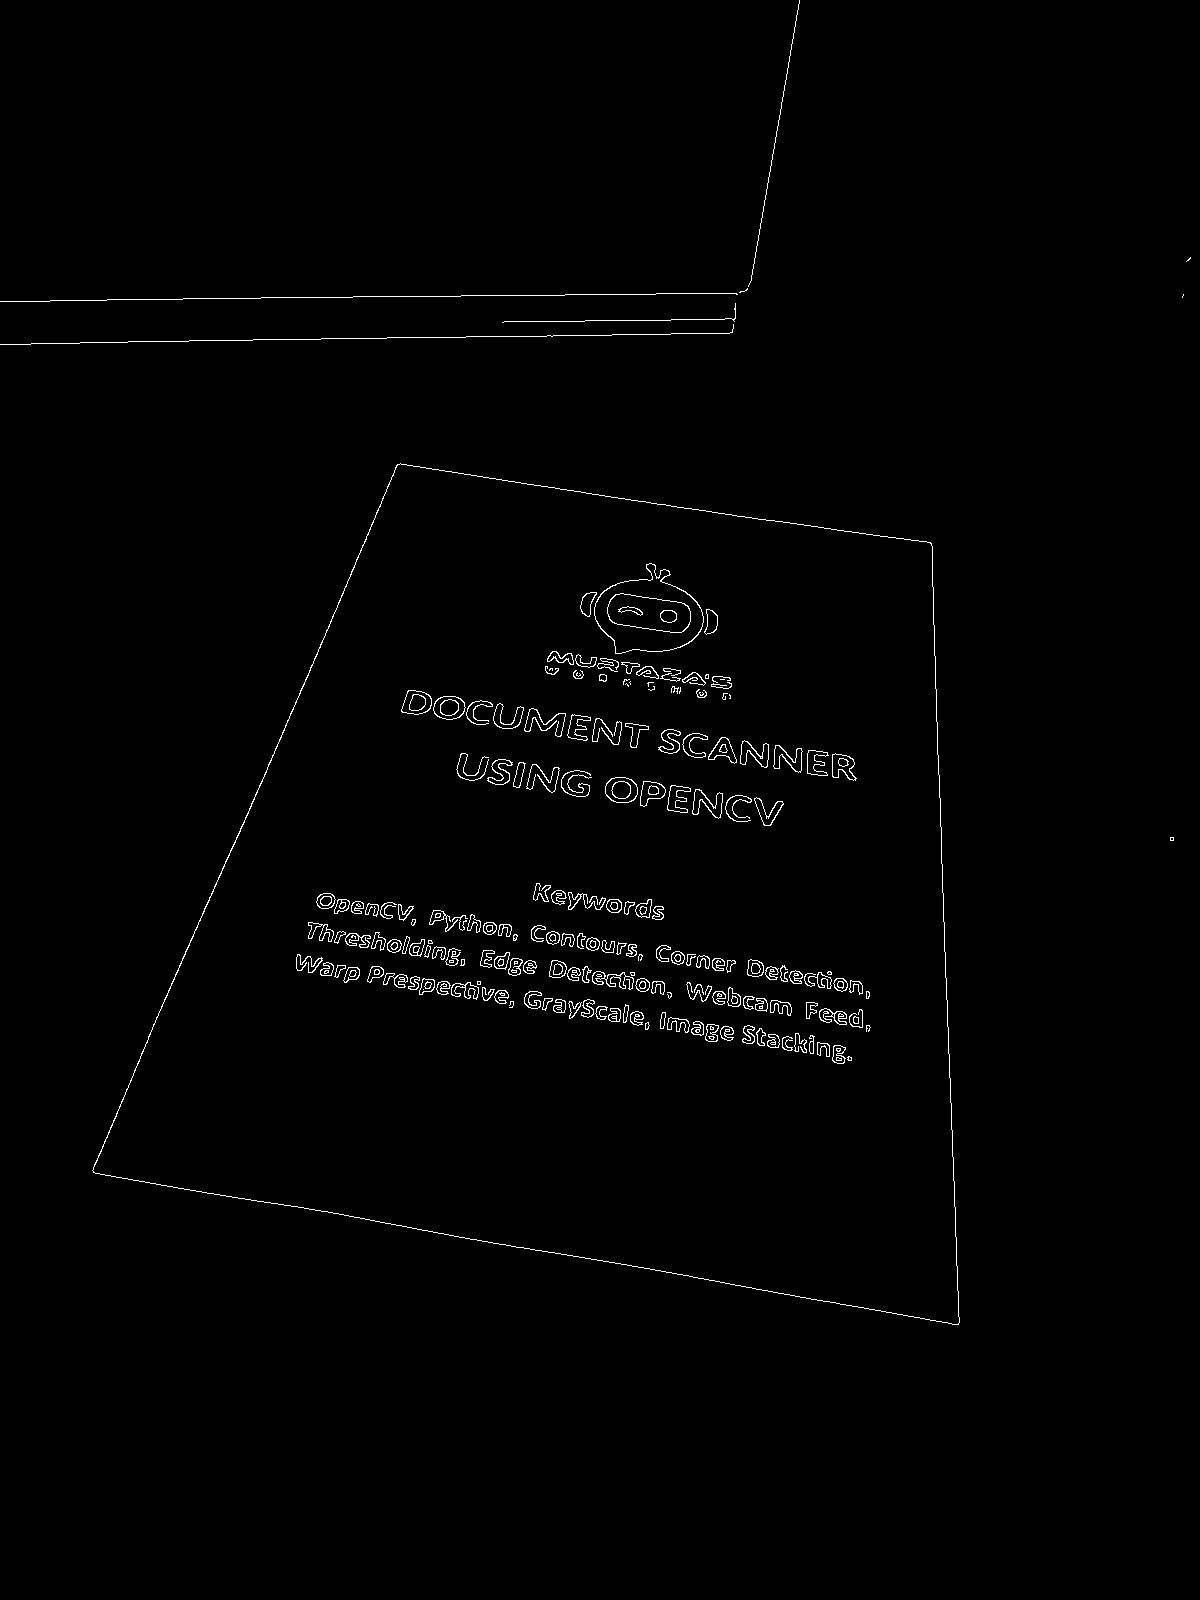 MURTAZA'S
WORKSHOP
DOCUMENT SCANNER
USING OPENCV
Keywords
OpenCV, Python, Contours, Corner Detection,
Thresholding, Edge Detection, Webcam Feed,
Warp Prespective, GrayScale, Image Stacking.